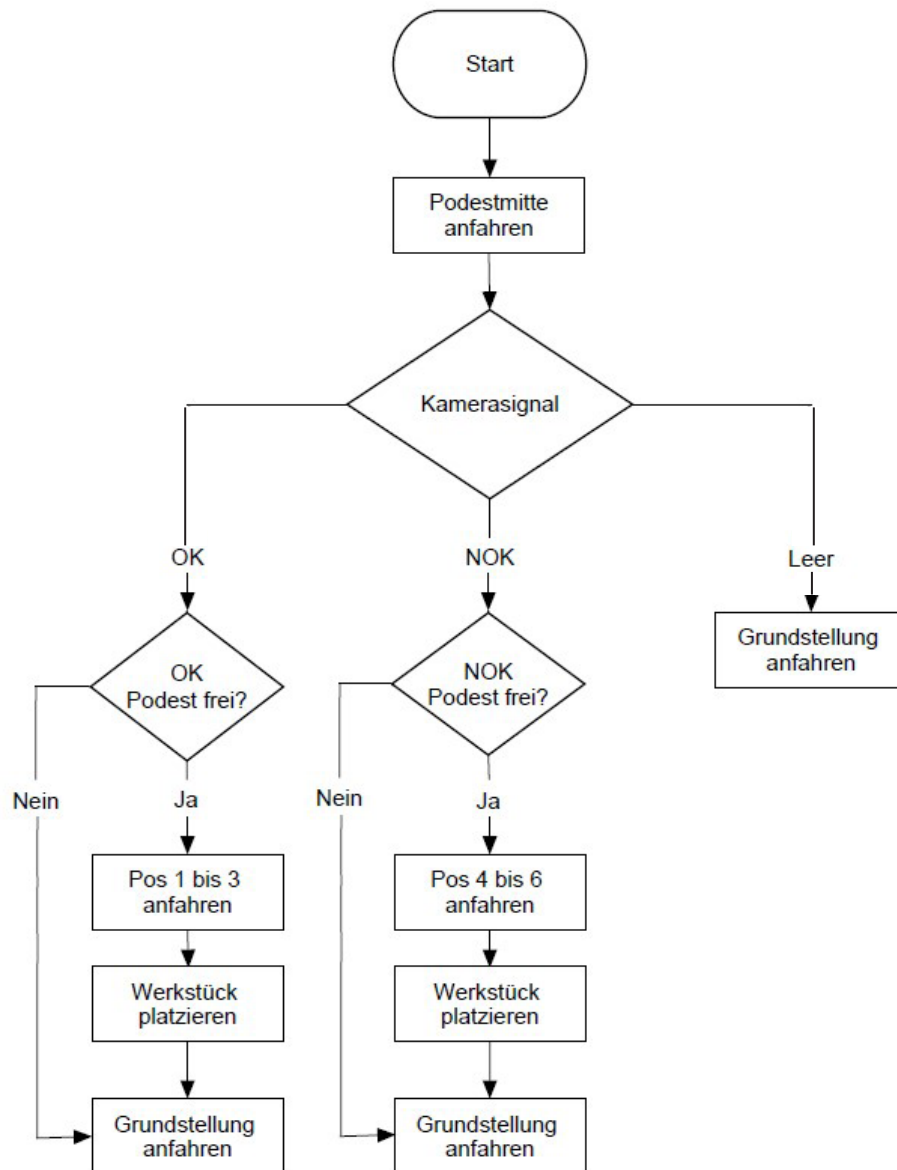 Start
Podestmitte
anfahren
Kamerasignal
OK
NOK
Leer
OK
Podest frei?
NOK
Podest frei?
Grundstellung
anfahren
Nein
Ja
Nein
Ja
Pos 1 bis 3
anfahren
Pos 4 bis 6
anfahren
Werkstück
platzieren
Werkstück
platzieren
Grundstellung
anfahren
Grundstellung
anfahren